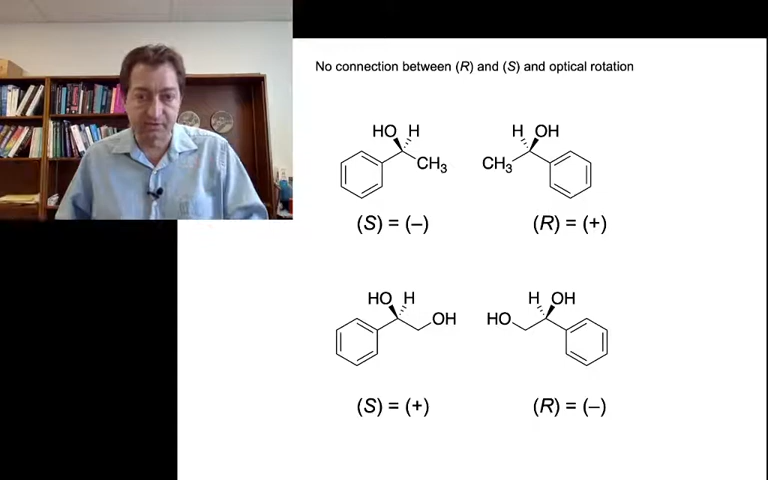 No connection between (R) and (S) and optical rotation
HO H
CH3
H OH
CH3
(S) = (–)
(R) = (+)
HO H
OH
H OH
HO
(S) = (+)
(R) = (–)